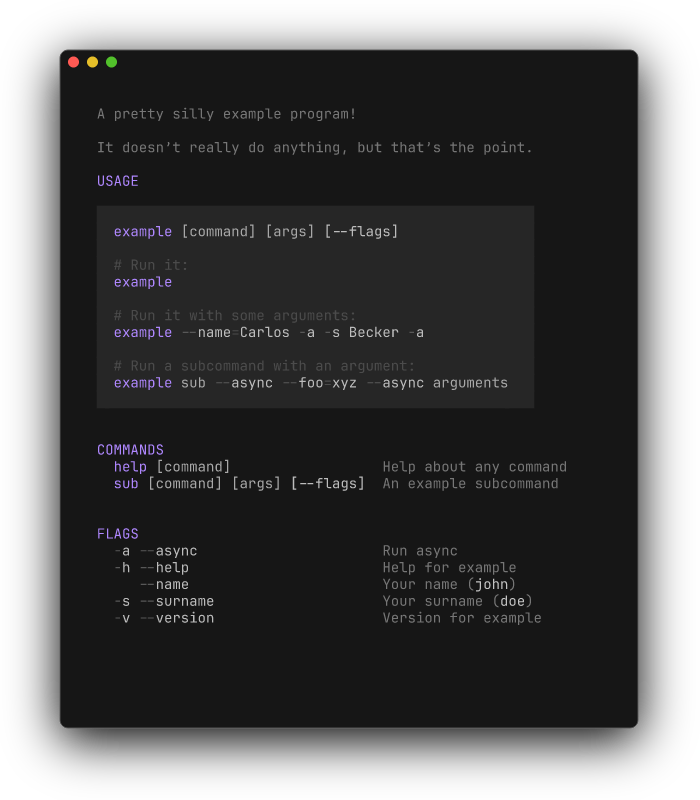 A pretty silly example program!
It doesn’t really do anything, but that’s the point.
USAGE
example [command] [args] [--flags]
# Run it:
example
# Run it with some arguments:
example --name=Carlos -a -s Becker -a
# Run a subcommand with an argument:
example sub --async --foo=xyz --async arguments
COMMANDS
help [command] Help about any command
sub [command] [args] [--flags] An example subcommand
FLAGS
-a --async Run async
-h --help Help for example
--name Your name (john)
-s --surname Your surname (doe)
-v --version Version for example